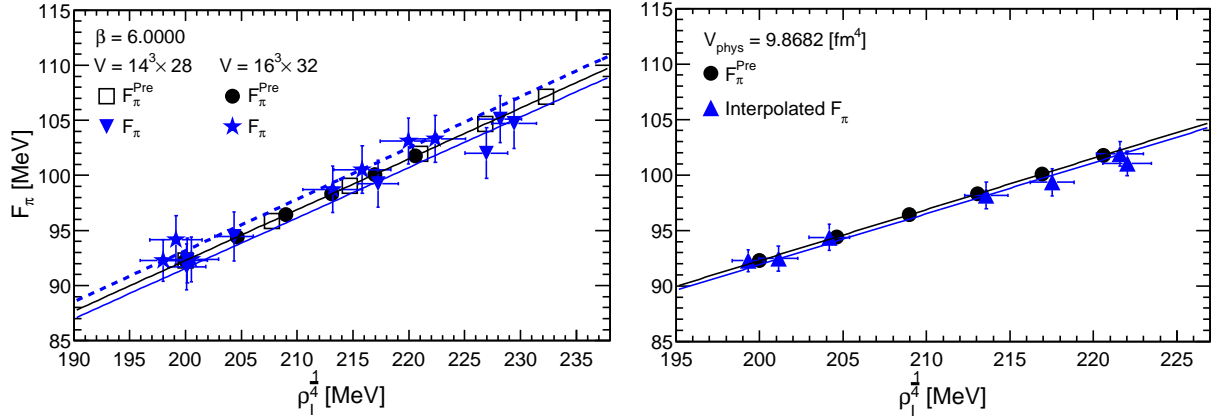 β = 6.0000
V = 14³× 28 V = 16³× 32
F_π^Pre F_π^Pre
F_π F_π
F_π [MeV]
115
110
105
100
95
90
85
190 195 200 205 210 215 220 225 230 235
ρ_I^{1/4} [MeV]
V_phys = 9.8682 [fm⁴]
F_π^Pre
Interpolated F_π
115
110
105
100
95
90
85
195 200 205 210 215 220 225
ρ_I^{1/4} [MeV]